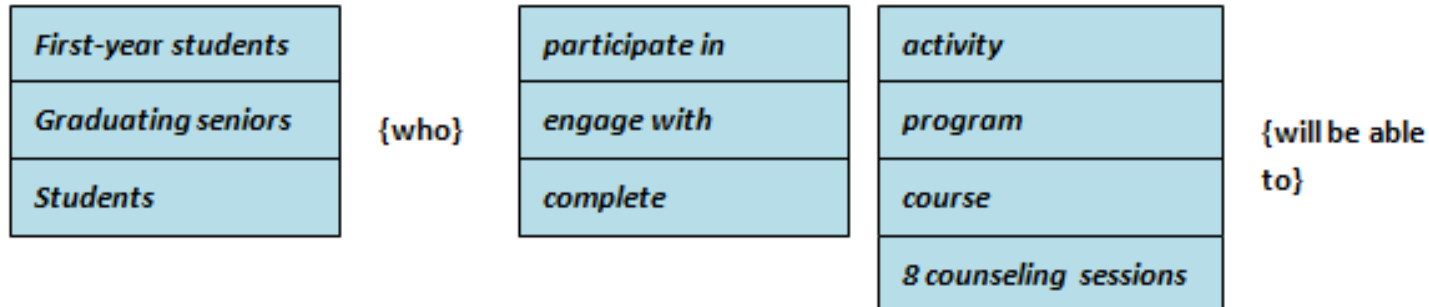 First-year students
Graduating seniors
Students
{who}
participate in
engage with
complete
activity
program
course
8 counseling sessions
{will be able
to}